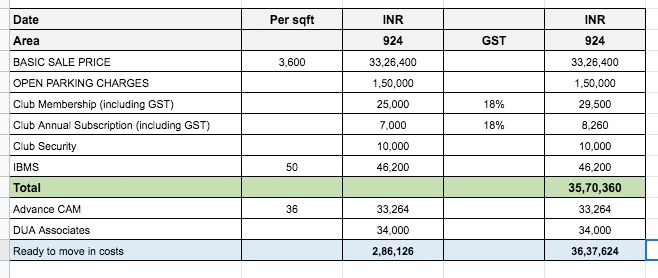 Date Per sqft INR INR
Area 924 GST 924
BASIC SALE PRICE 3,600 33,26,400 33,26,400
OPEN PARKING CHARGES 1,50,000 1,50,000
Club Membership (including GST) 25,000 18% 29,500
Club Annual Subscription (including GST) 7,000 18% 8,260
Club Security 10,000 10,000
IBMS 50 46,200 46,200
Total 35,70,360
Advance CAM 36 33,264 33,264
DUA Associates 34,000 34,000
Ready to move in costs 2,86,126 36,37,624